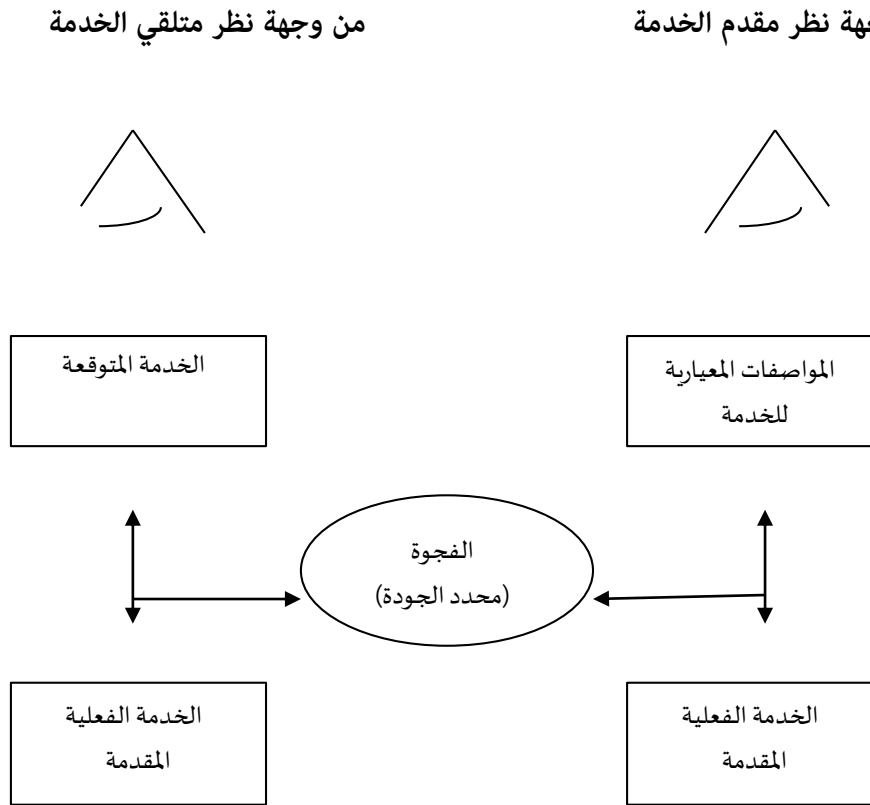 هة نظر مقدم الخدمة
من وجهة نظر متلقي الخدمة
المواصفات المعيارية
للخدمة
الخدمة المتوقعة
الفجوة
(محدد الجودة)
الخدمة الفعلية
المقدمة
الخدمة الفعلية
المقدمة